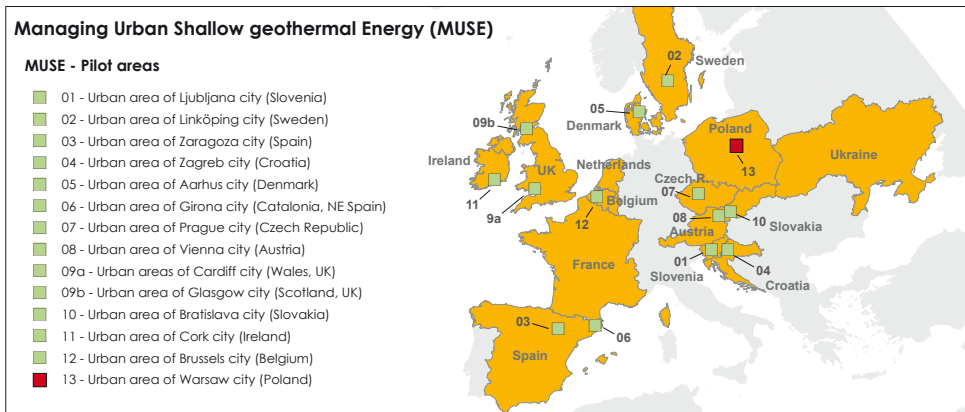 Managing Urban Shallow geothermal Energy (MUSE)
MUSE - Pilot areas
01 - Urban area of Ljubljana city (Slovenia)
02 - Urban area of Linköping city (Sweden)
03 - Urban area of Zaragoza city (Spain)
04 - Urban area of Zagreb city (Croatia)
05 - Urban area of Aarhus city (Denmark)
06 - Urban area of Girona city (Catalonia, NE Spain)
07 - Urban area of Prague city (Czech Republic)
08 - Urban area of Vienna city (Austria)
09a - Urban areas of Cardiff city (Wales, UK)
09b - Urban area of Glasgow city (Scotland, UK)
10 - Urban area of Bratislava city (Slovakia)
11 - Urban area of Cork city (Ireland)
12 - Urban area of Brussels city (Belgium)
13 - Urban area of Warsaw city (Poland)
02
Sweden
05
09b
Denmark
Poland
Ireland
Ukraine
UK
Netherlands
13
Czech R.
07
11
9a
Belgium
12
08
10
Slovakia
Austria
France
01
04
Slovenia
Croatia
03
06
Spain